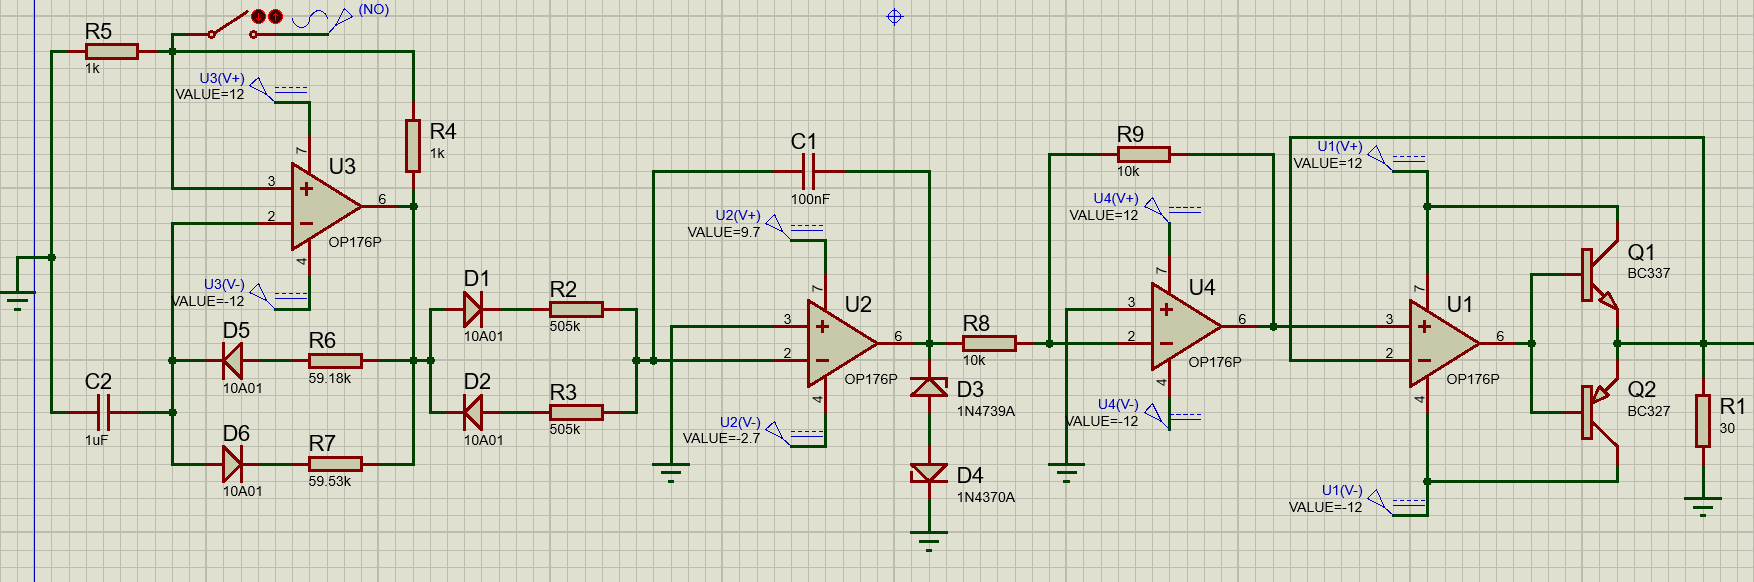 (NO)
R5
1k
U3(V+)
VALUE=12
R4
1k
7
U3
3
2
6
4
OP176P
U3(V-)
VALUE=-12
D5
10A01
R6
59.18k
C2
1uF
D6
10A01
R7
59.53k
D1
10A01
R2
505k
D2
10A01
R3
505k
C1
100nF
U2(V+)
VALUE=9.7
7
U2
3
2
6
4
OP176P
U2(V-)
VALUE=-2.7
R8
10k
D3
1N4739A
D4
1N4370A
R9
10k
U4(V+)
VALUE=12
7
U4
3
2
6
4
OP176P
U4(V-)
VALUE=-12
U1(V+)
VALUE=12
7
U1
3
2
6
4
OP176P
U1(V-)
VALUE=-12
Q1
BC337
Q2
BC327
R1
30